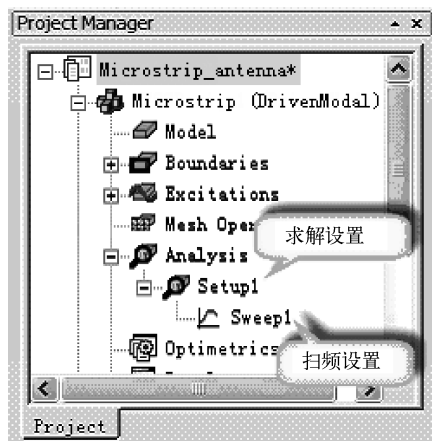 Project Manager
Microstrip_antenna*
Microstrip (DrivenModal)
Model
Boundaries
Excitations
Mesh Oper
求解设置
Analysis
Setup1
Sweep1
Optimetrics
扫频设置
Project